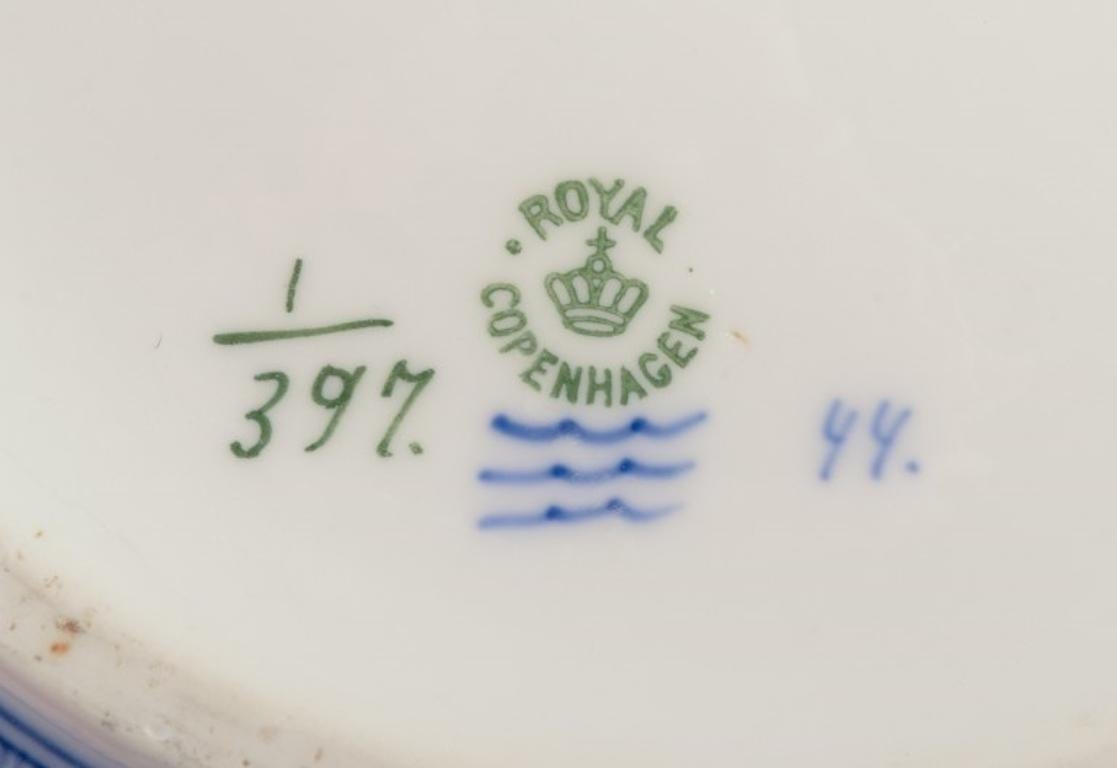 ROYAL
COPENHAGEN
1
397.
44.